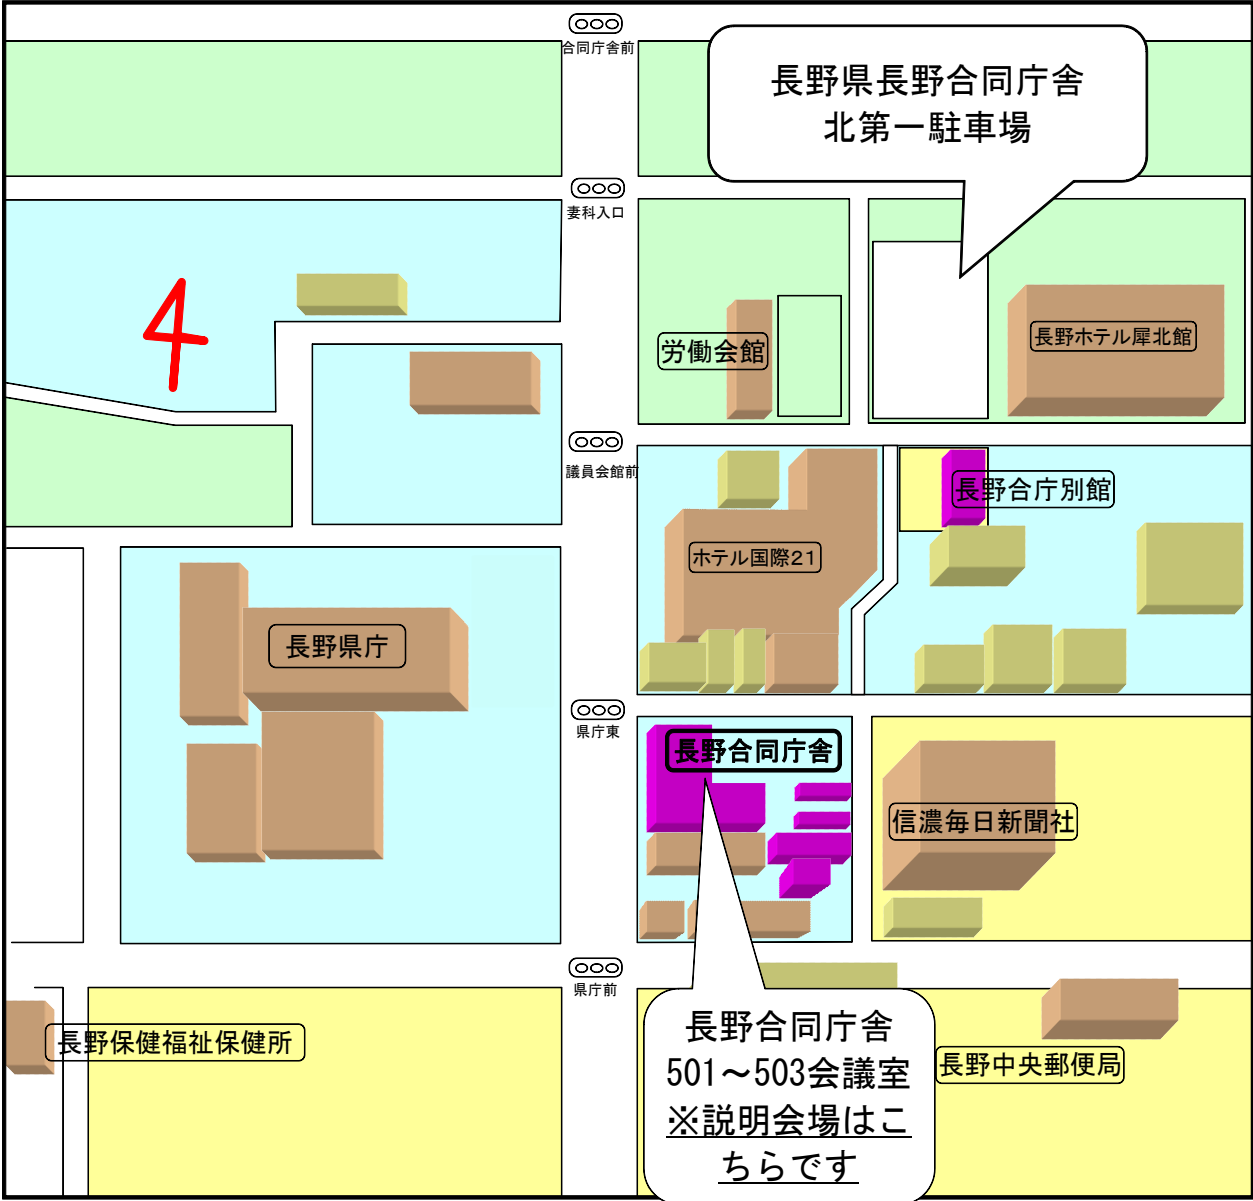 合同庁舎前
長野県長野合同庁舎
北第一駐車場
妻科入口
4
労働会館
長野ホテル犀北館
議員会館前
長野合庁別館
ホテル国際21
長野県庁
県庁東
長野合同庁舎
信濃毎日新聞社
県庁前
長野保健福祉保健所
長野合同庁舎
501～503会議室
※説明会場はこ
ちらです
長野中央郵便局